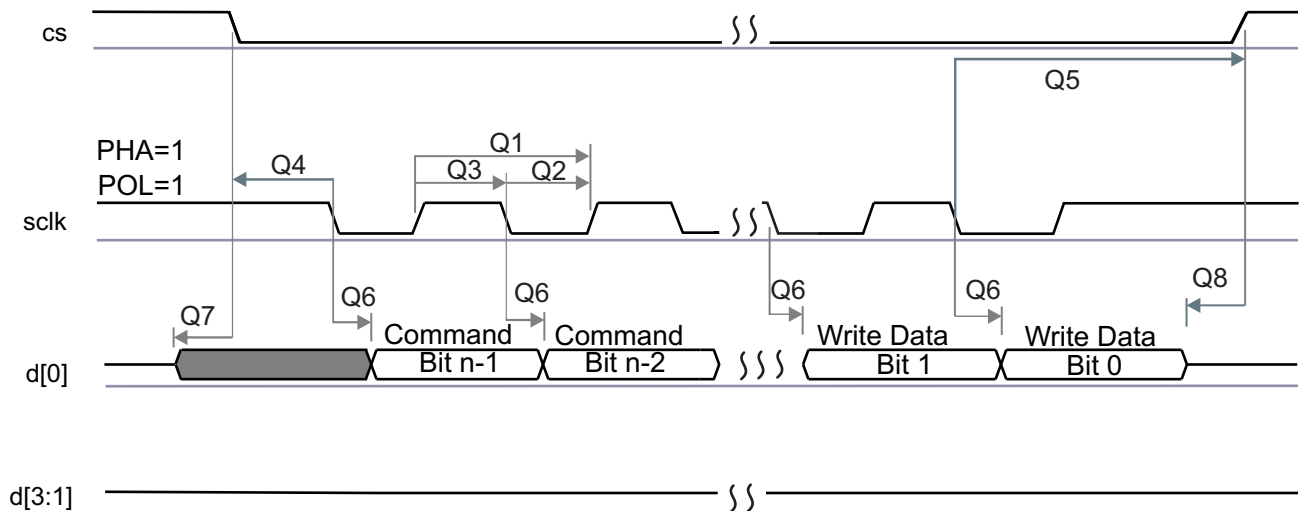 cs
Q5
PHA=1
Q1
Q4
Q3
Q2
POL=1
sclk
Q7
Q6
Q6
Q6
Q6
Q8
Command
Command
Write Data
Write Data
d[0]
Bit n-1
Bit n-2
Bit 1
Bit 0
d[3:1]